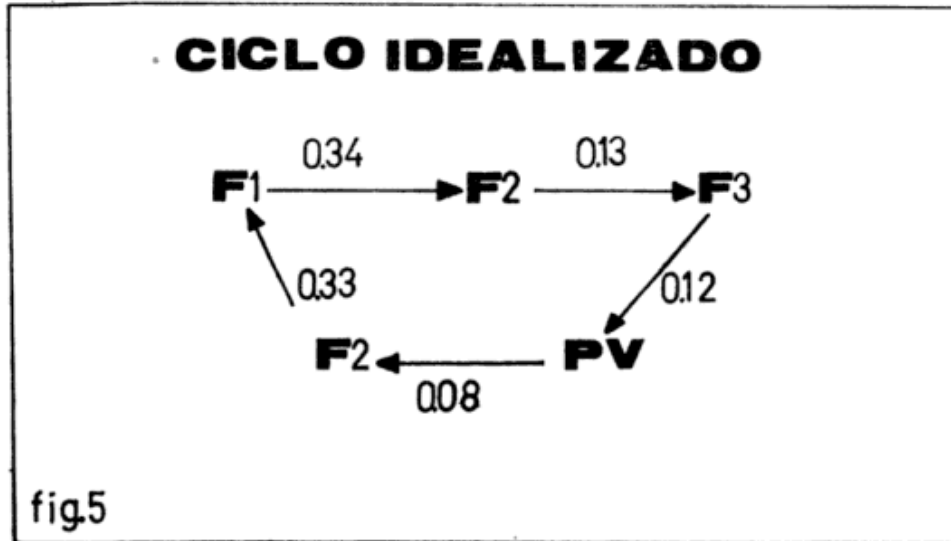 CICLO IDEALIZADO
0.34 0.13
F1 F2 F3
0.33 0.12
F2 PV
0.08
fig.5